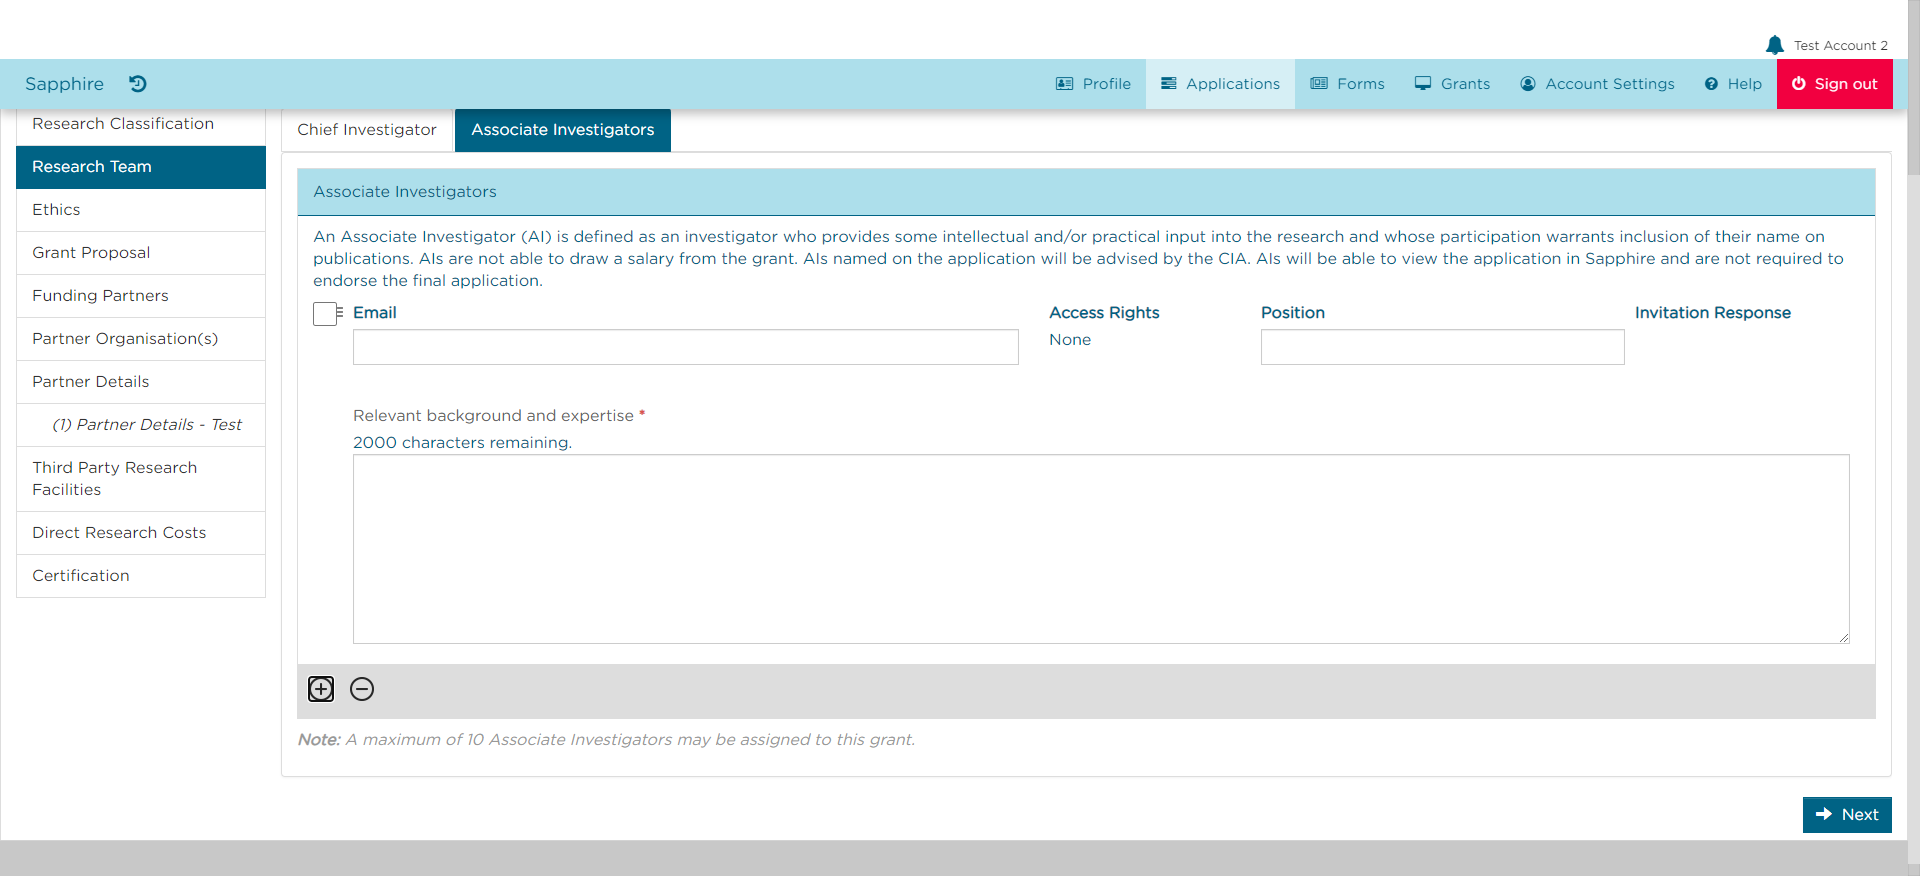 Test Account 2
Sapphire
Profile
Applications
Forms
Grants
Account Settings
Help
Sign out
Research Classification
Research Team
Ethics
Grant Proposal
Funding Partners
Partner Organisation(s)
Partner Details
(1) Partner Details - Test
Third Party Research
Facilities
Direct Research Costs
Certification
Chief Investigator
Associate Investigators
Associate Investigators
An Associate Investigator (AI) is defined as an investigator who provides some intellectual and/or practical input into the research and whose participation warrants inclusion of their name on
publications. AIs are not able to draw a salary from the grant. AIs named on the application will be advised by the CIA. AIs will be able to view the application in Sapphire and are not required to
endorse the final application.
Email
Access Rights
Position
Invitation Response
None
Relevant background and expertise *
2000 characters remaining.
Note: A maximum of 10 Associate Investigators may be assigned to this grant.
Next